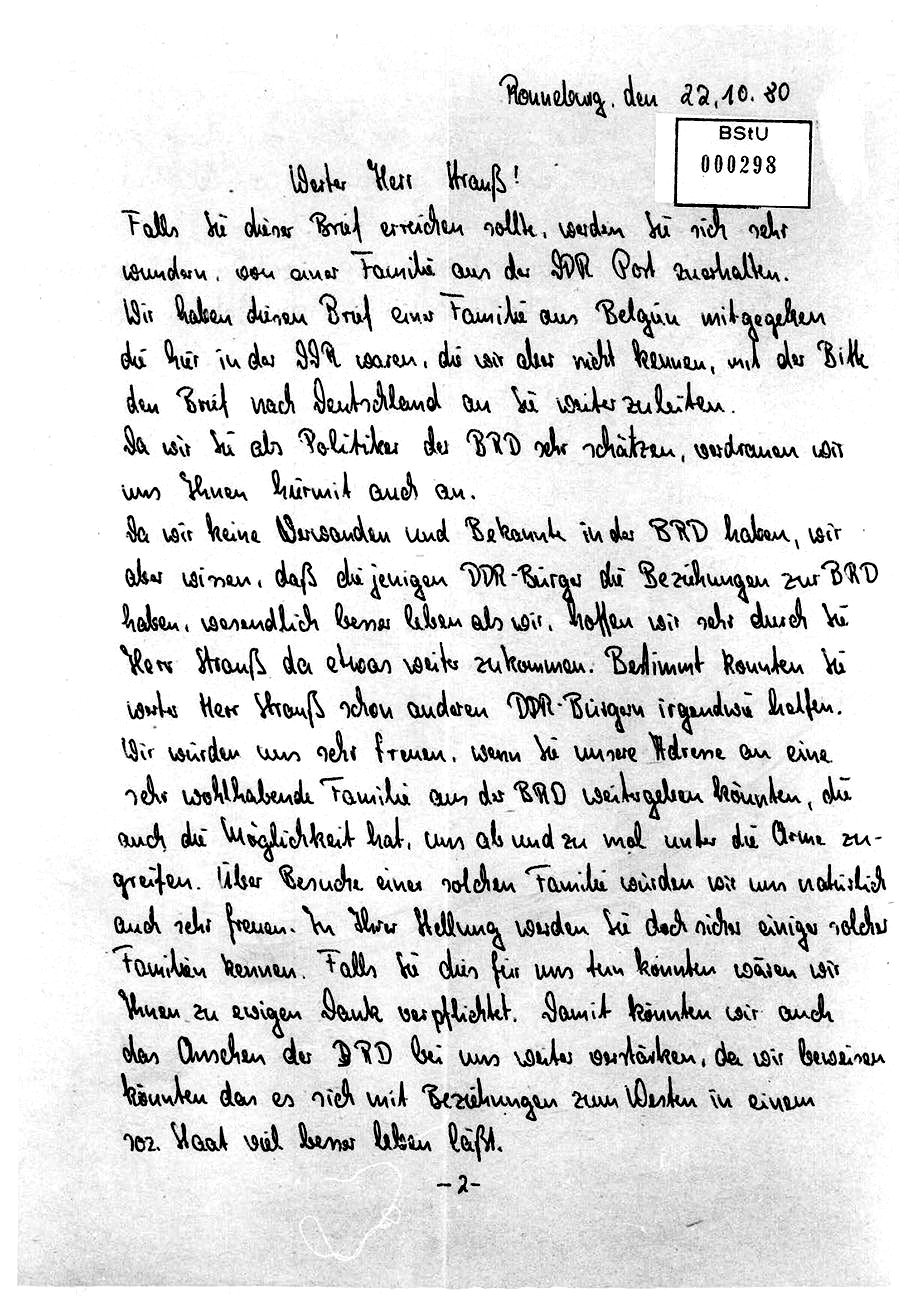 Ronneburg, den 22.10.80
BStU
000298
Werter Herr Strauß!
Falls Sie dieser Brief erreichen sollte, werden Sie sich sehr
wundern, von einer Familie aus der DDR Post zuerhalten.
Wir haben diesen Brief einer Familie aus Belgien mitgegeben
die hier in der DDR waren, die wir aber nicht kennen, mit der Bitte
den Brief nach Deutschland an Sie weiterzuleiten.
Da wir Sie als Politiker der BRD sehr schätzen, verdrauen wir
uns Ihnen hiermit auch an.
Da wir keine Verwanden und Bekannte in der BRD haben, wir
aber wissen, daß diejenigen DDR-Bürger die Beziehungen zur BRD
haben, wesendlich besser leben als wir, hoffen wir sehr durch Sie
Herr Strauß da etwas weiter zukommen. Bestimmt konnten Sie
werter Herr Strauß schon anderen DDR-Bürgern irgendwie helfen.
Wir würden uns sehr freuen, wenn Sie unsere Adresse an eine
sehr wohlhabende Familie aus der BRD weitergeben könnten, die
auch die Möglichkeit hat, uns ab und zu mal unter die Arme zu-
greifen. Über Besuche einer solchen Familie würden wir uns natürlich
auch sehr freuen. In Ihrer Stellung werden Sie doch sicher einige solcher
Familien kennen. Falls Sie dies für uns tun könnten wären wir
Ihnen zu ewigen Dank verpflichtet. Damit könnten wir auch
das Ansehen der BRD bei uns weiter verstärken, da wir beweisen
könnten das es sich mit Beziehungen zum Westen in einem
soz. Staat viel besser leben läßt.
-2-